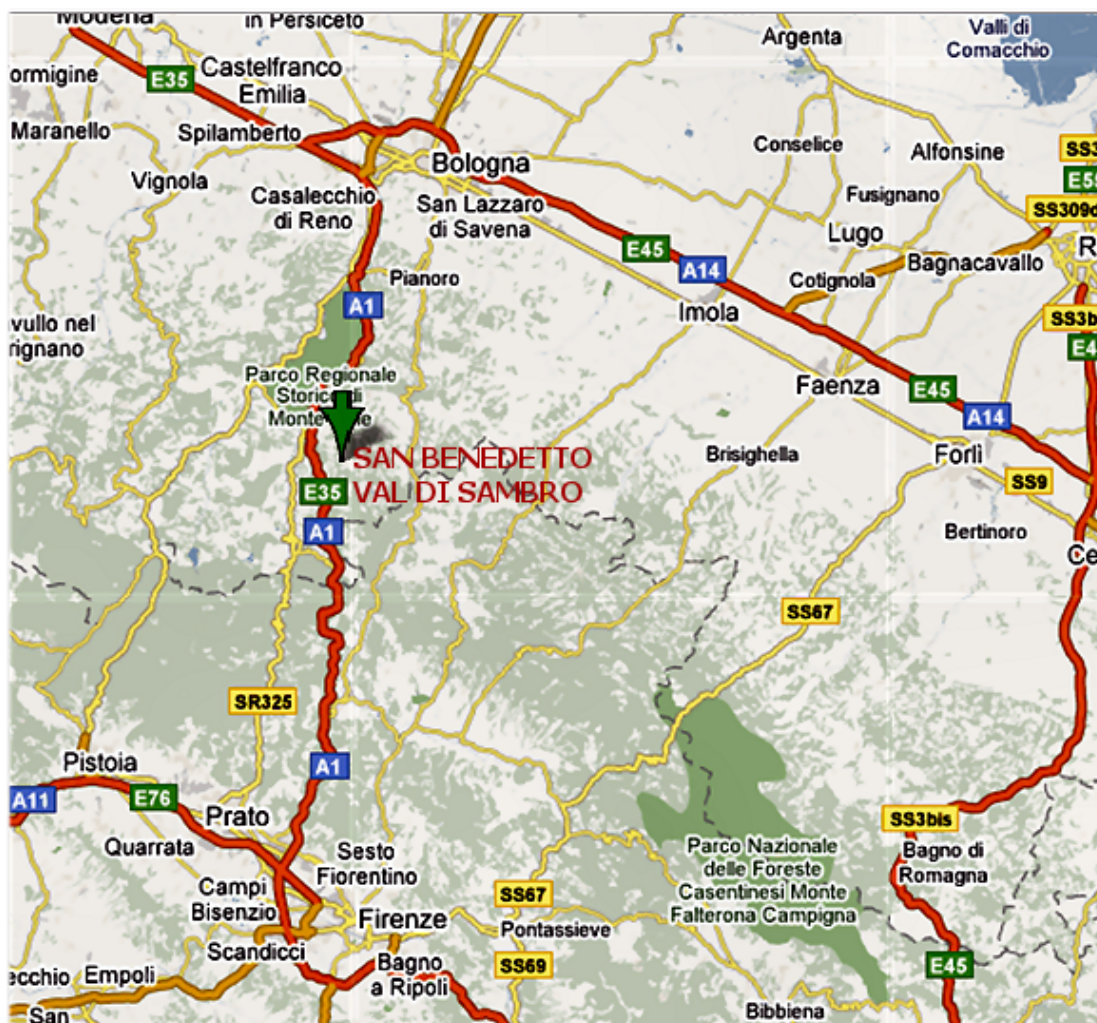 Modena
in Persiceto
Argenta
Valli di
Comacchio
ormigine
E35
Castelfranco
Emilia
Maranello
Spilamberto
Bologna
Conselice
Alfonsine
SS3
E55
Vignola
Casalecchio
di Reno
San Lazzaro
di Savena
Fusignano
SS309d
Lugo
R
E45
A14
Bagnacavallo
Pianoro
Cotignola
A1
Imola
SS3b
E4
vullo nel
rignano
Parco Regionale
Storico di
Monte
Faenza
E45
A14
Brisighella
Forlì
SAN BENEDETTO
VAL DI SAMBRO
E35
SS9
A1
Bertinoro
Ce
SS67
SR325
Pistoia
A1
A11
E76
Prato
SS3bis
Quarrata
Sesto
Fiorentino
Parco Nazionale
delle Foreste
Casentinesi Monte
Falterona Campigna
Bagno di
Romagna
Campi
Bisenzio
SS67
Firenze
Pontassieve
Scandicci
Bagno
a Ripoli
SS69
E45
ecchio
Empoli
San
Bibbiena